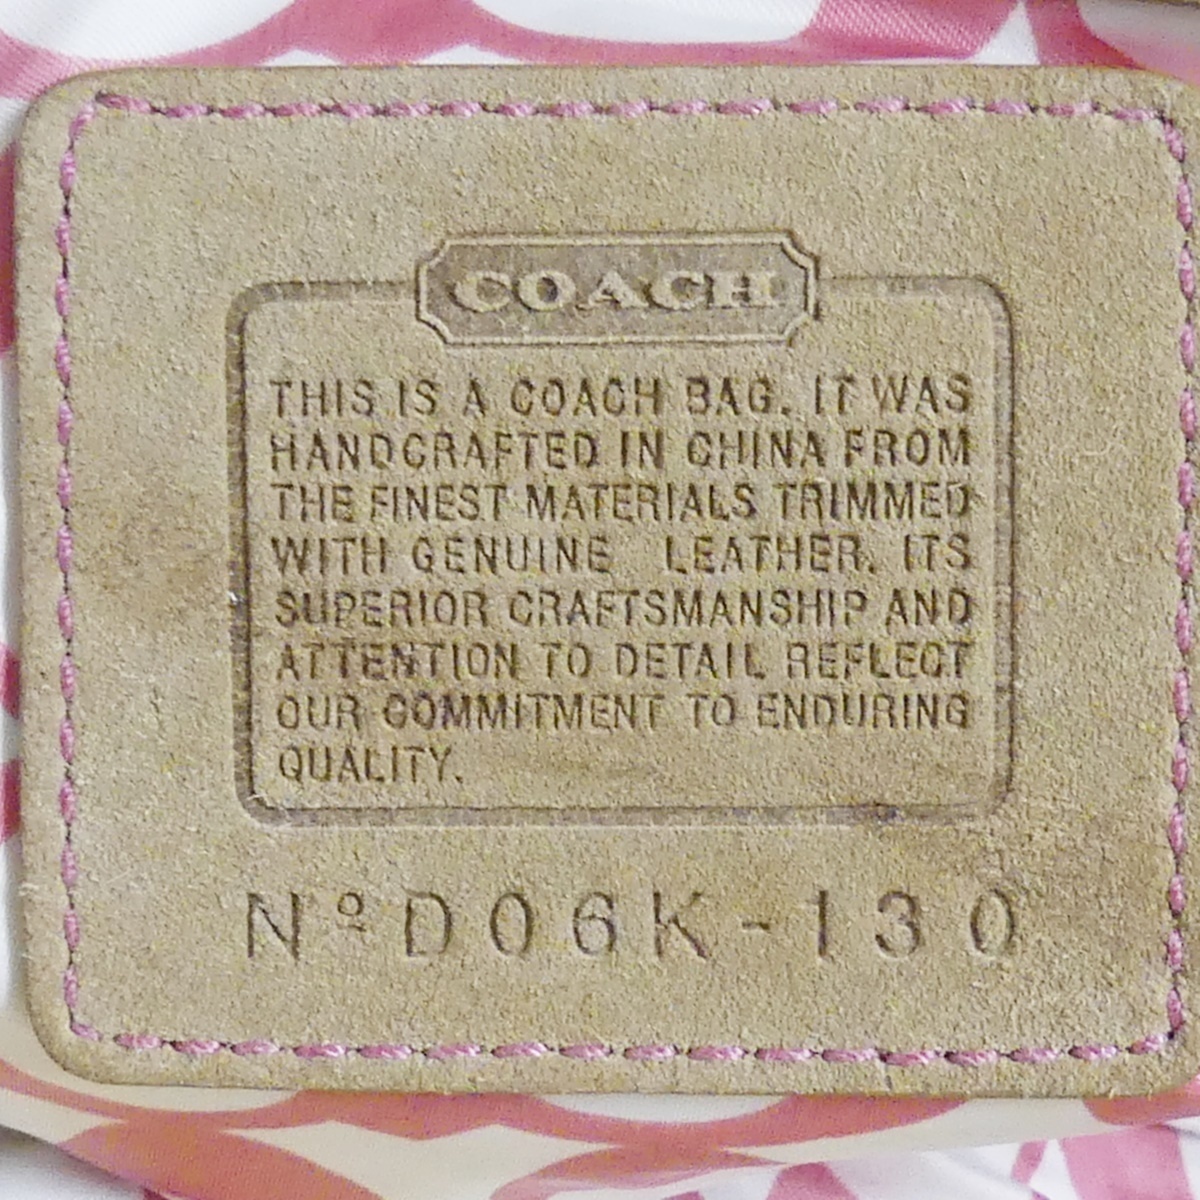 COACH
THIS IS A COACH BAG. IT WAS
HANDCRAFTED IN CHINA FROM
THE FINEST MATERIALS TRIMMED
WITH GENUINE LEATHER. ITS
SUPERIOR CRAFTSMANSHIP AND
ATTENTION TO DETAIL REFLECT
OUR COMMITMENT TO ENDURING
QUALITY.
Nº D06K-130